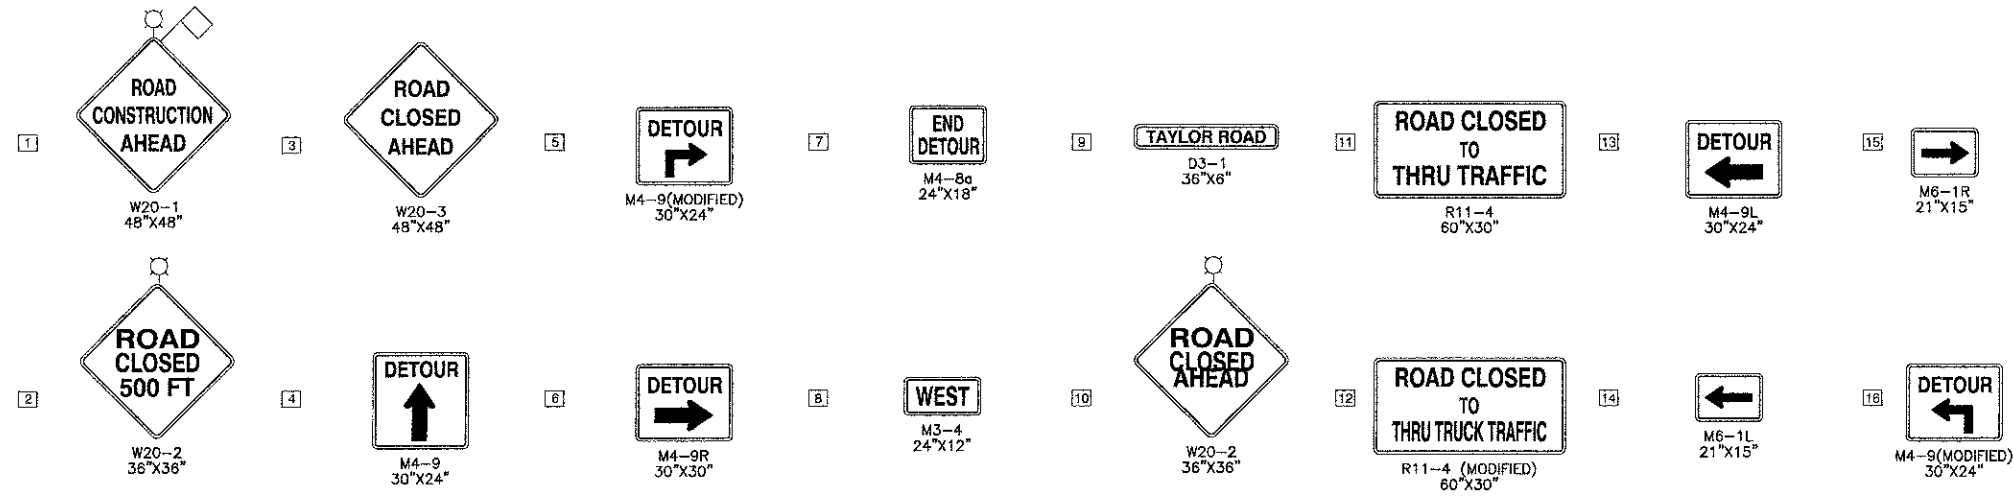 1
ROAD
CONSTRUCTION
AHEAD
W20-1
48"X48"
3
ROAD
CLOSED
AHEAD
W20-3
48"X48"
5
DETOUR
M4-9(MODIFIED)
30"X24"
7
END
DETOUR
M4-8a
24"X18"
9
TAYLOR ROAD
D3-1
36"X6"
11
ROAD CLOSED
TO
THRU TRAFFIC
R11-4
60"X30"
13
DETOUR
M4-9L
30"X24"
15
M6-1R
21"X15"
2
ROAD
CLOSED
500 FT
W20-2
36"X36"
4
DETOUR
M4-9
30"X24"
6
DETOUR
M4-9R
30"X30"
8
WEST
M3-4
24"X12"
10
ROAD
CLOSED
AHEAD
W20-2
36"X36"
12
ROAD CLOSED
TO
THRU TRUCK TRAFFIC
R11-4 (MODIFIED)
60"X30"
14
M6-1L
21"X15"
16
DETOUR
M4-9(MODIFIED)
30"X24"